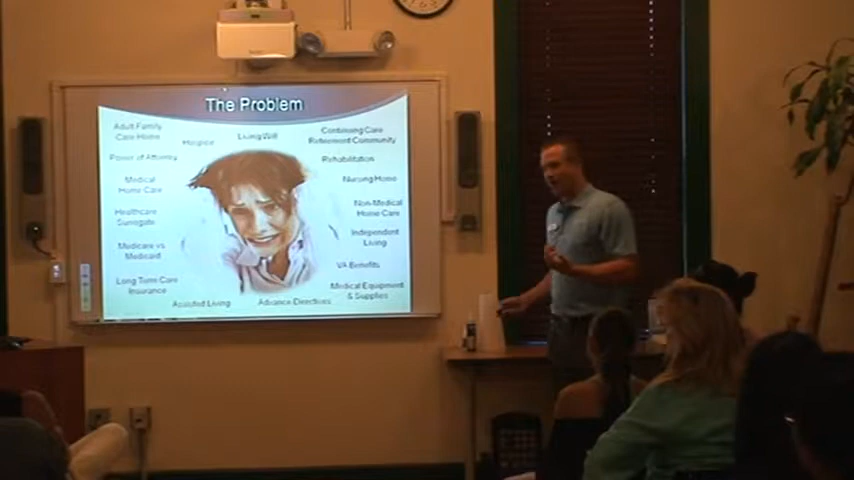 The Problem
Adult Family
Care Home
Hospice
Living Will
Continuing Care
Retirement Community
Power of Attorney
Rehabilitation
Medical
Home Care
Nursing Home
Non-Medical
Home Care
Healthcare
Surrogate
Independent
Living
Medicare vs.
Medicaid
VA Benefits
Long Term Care
Insurance
Medical Equipment
& Supplies
Assisted Living
Advance Directives